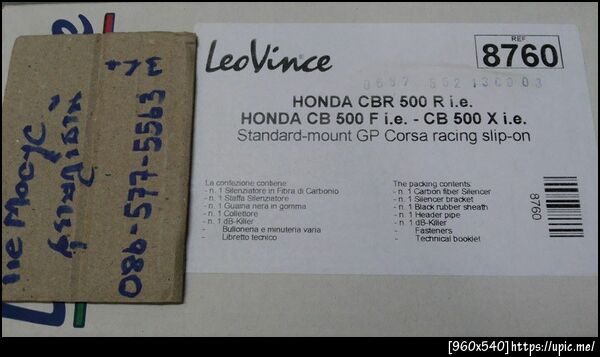 LeoVince
REF
8760
0597 552130003
HONDA CBR 500 R i.e.
HONDA CB 500 F i.e. - CB 500 X i.e.
Standard-mount GP Corsa racing slip-on
La confezione contiene
- n. 1 Silenziatore in Fibra di Carbonio
- n. 1 Staffa Silenziatore
- n. 1 Guaina nera in gomma
- n. 1 Collettore
- n. 1 dB-Killer
- Bulloneria e minuteria varia
- Libretto tecnico
The packing contents
- n. 1 Carbon fiber Silencer
- n. 1 Silencer bracket
- n. 1 Black rubber sheath
- n. 1 Header pipe
- n. 1 dB-Killer
- Fasteners
- Technical booklet
8760
086-577-5563
[960x540]https://upic.me/